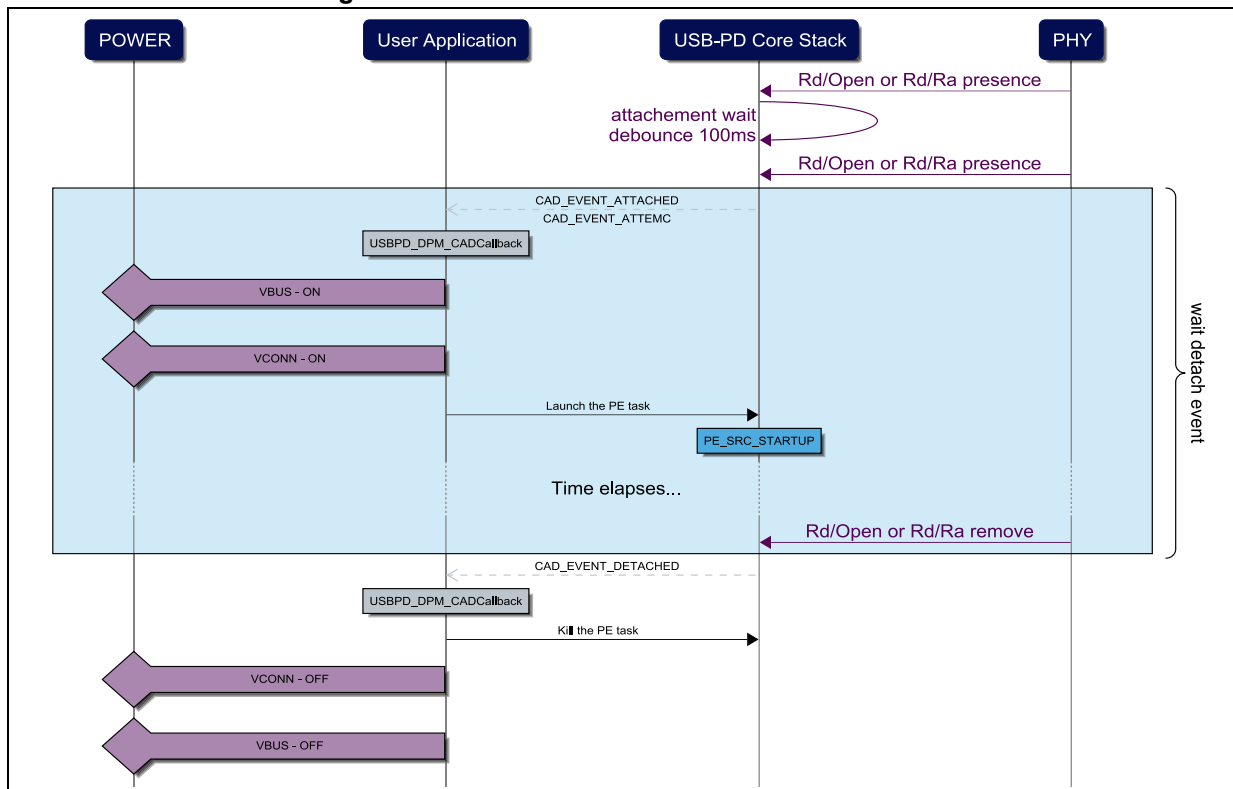 POWER
User Application
USB-PD Core Stack
PHY
Rd/Open or Rd/Ra presence
attachement wait
debounce 100ms
Rd/Open or Rd/Ra presence
CAD_EVENT_ATTACHED
CAD_EVENT_ATTEMC
USBPD_DPM_CADCallback
VBUS - ON
VCONN - ON
wait detach event
Launch the PE task
PE_SRC_STARTUP
Time elapses...
Rd/Open or Rd/Ra remove
CAD_EVENT_DETACHED
USBPD_DPM_CADCallback
Kill the PE task
VCONN - OFF
VBUS - OFF